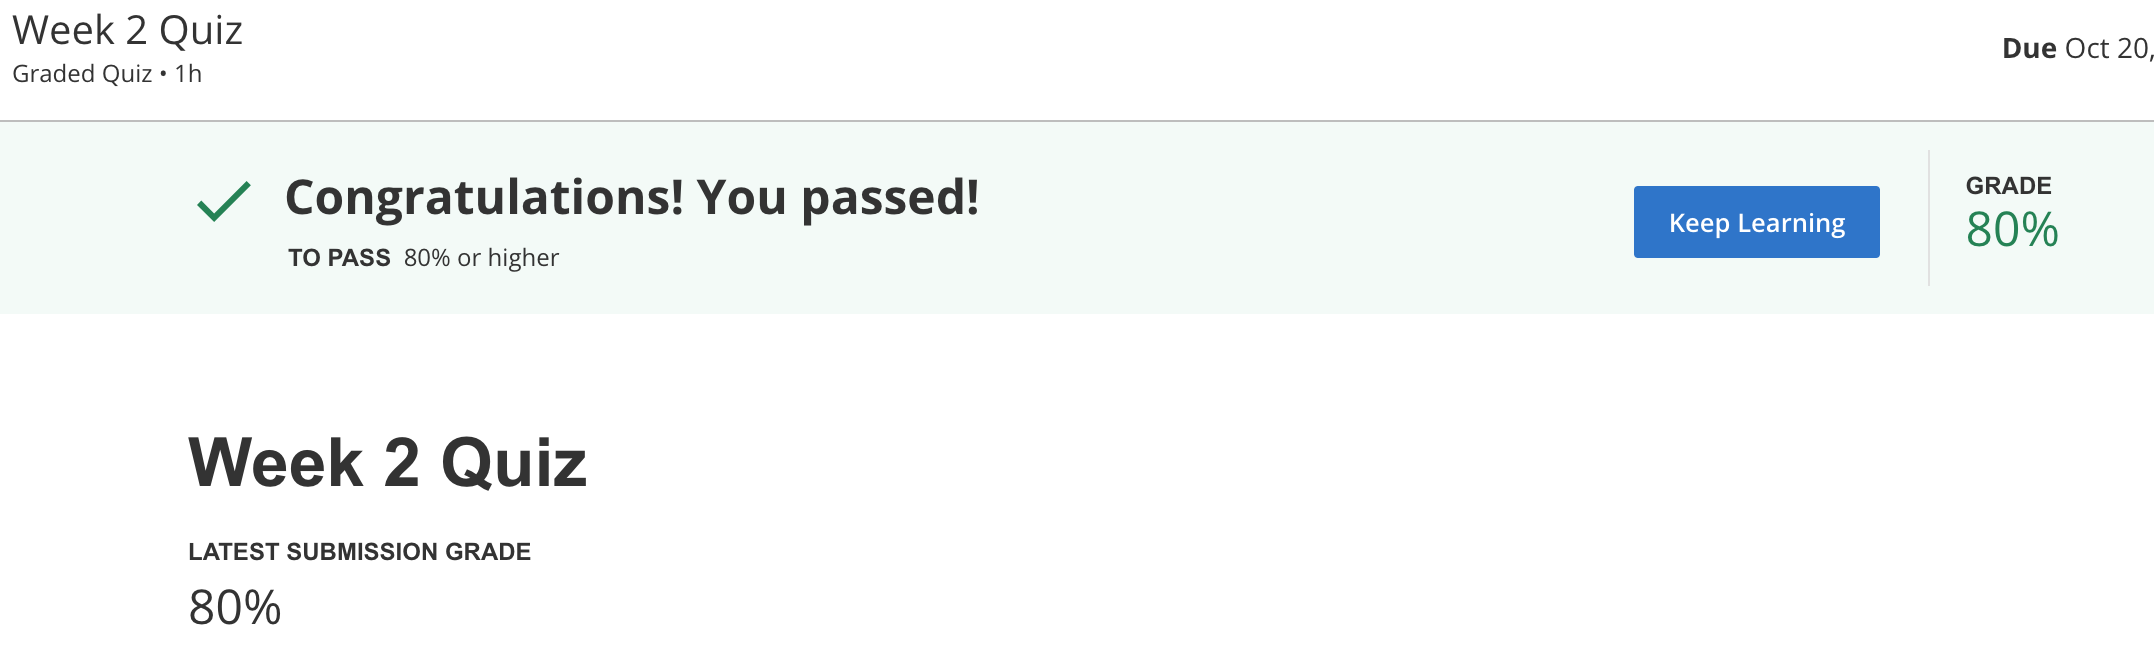 Week 2 Quiz
Graded Quiz • 1h
Due Oct 20,
Congratulations! You passed!
TO PASS 80% or higher
Keep Learning
GRADE
80%
Week 2 Quiz
LATEST SUBMISSION GRADE
80%